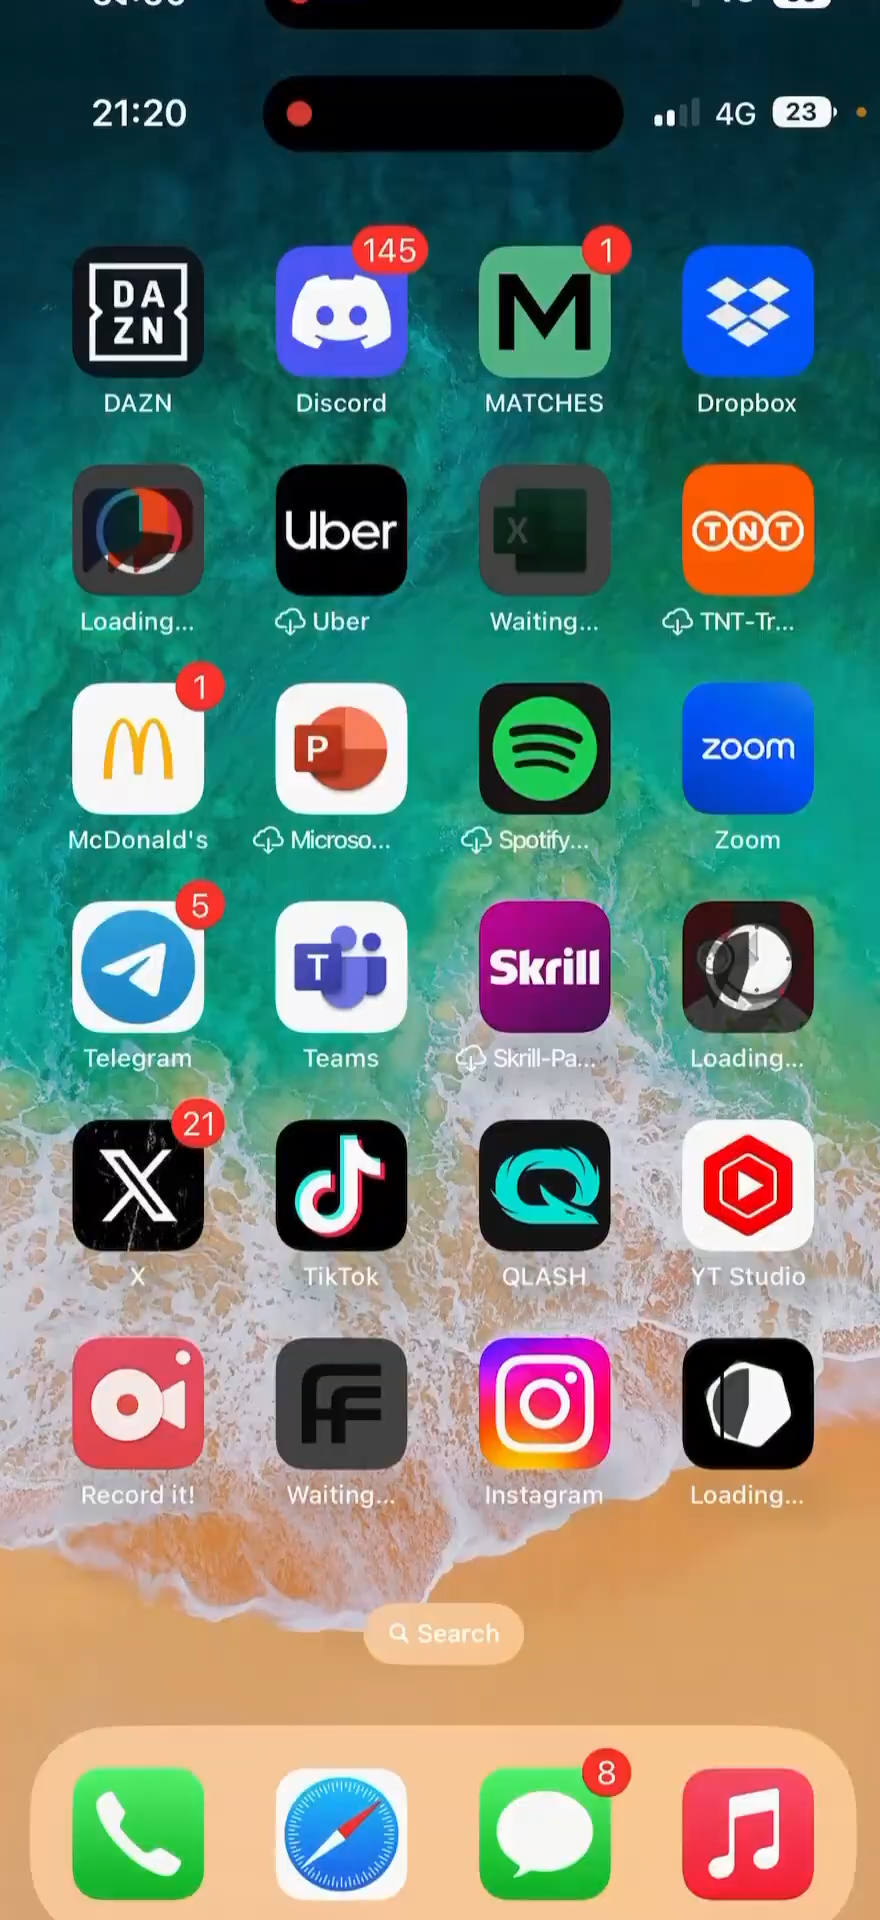 21:20 4G 23
145 1
DA
ZN
M
DAZN Discord MATCHES Dropbox
Uber X TNT
Loading... Uber Waiting... TNT-Tr...
1
P zoom
McDonald's Microso... Spotify... Zoom
5
T Skrill
Telegram Teams Skrill-Pa... Loading...
21
X TikTok QLASH YT Studio
Record it! Waiting... Instagram Loading...
Search
8